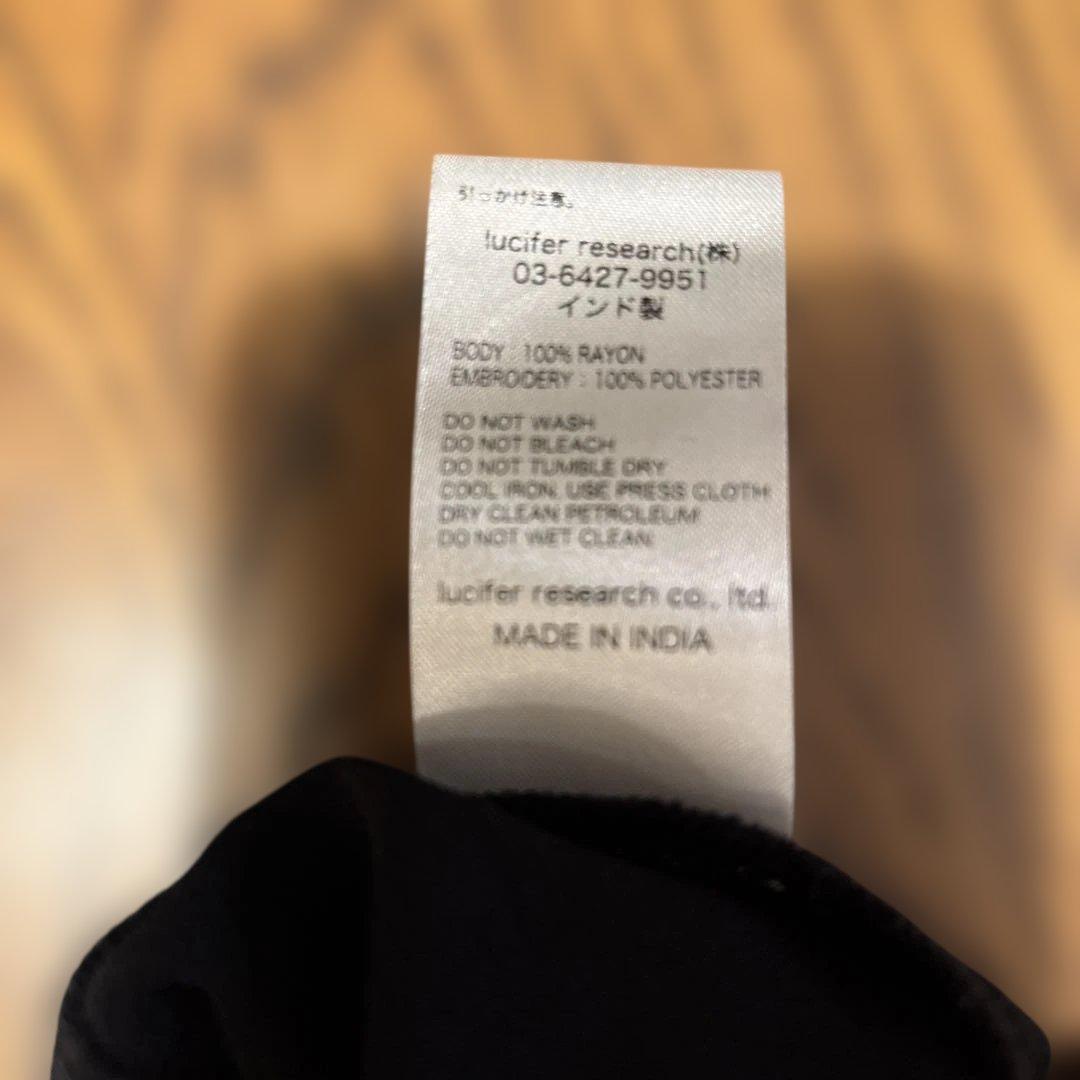 引っかけ注意。
lucifer research(株)
03-6427-9951
インド製
BODY : 100% RAYON
EMBROIDERY : 100% POLYESTER
DO NOT WASH
DO NOT BLEACH
DO NOT TUMBLE DRY
COOL IRON, USE PRESS CLOTH
DRY CLEAN PETROLEUM
DO NOT WET CLEAN
lucifer research co., ltd.
MADE IN INDIA